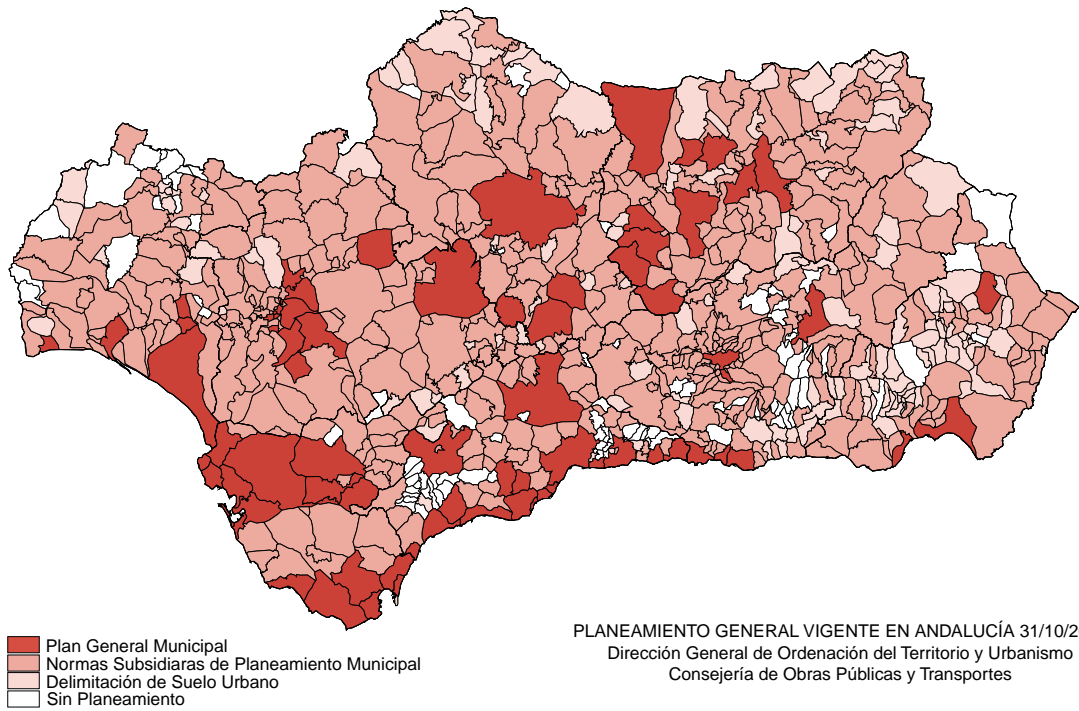 Plan General Municipal
Normas Subsidiaras de Planeamiento Municipal
Delimitación de Suelo Urbano
Sin Planeamiento
PLANEAMIENTO GENERAL VIGENTE EN ANDALUCÍA 31/10/2
Dirección General de Ordenación del Territorio y Urbanismo
Consejería de Obras Públicas y Transportes